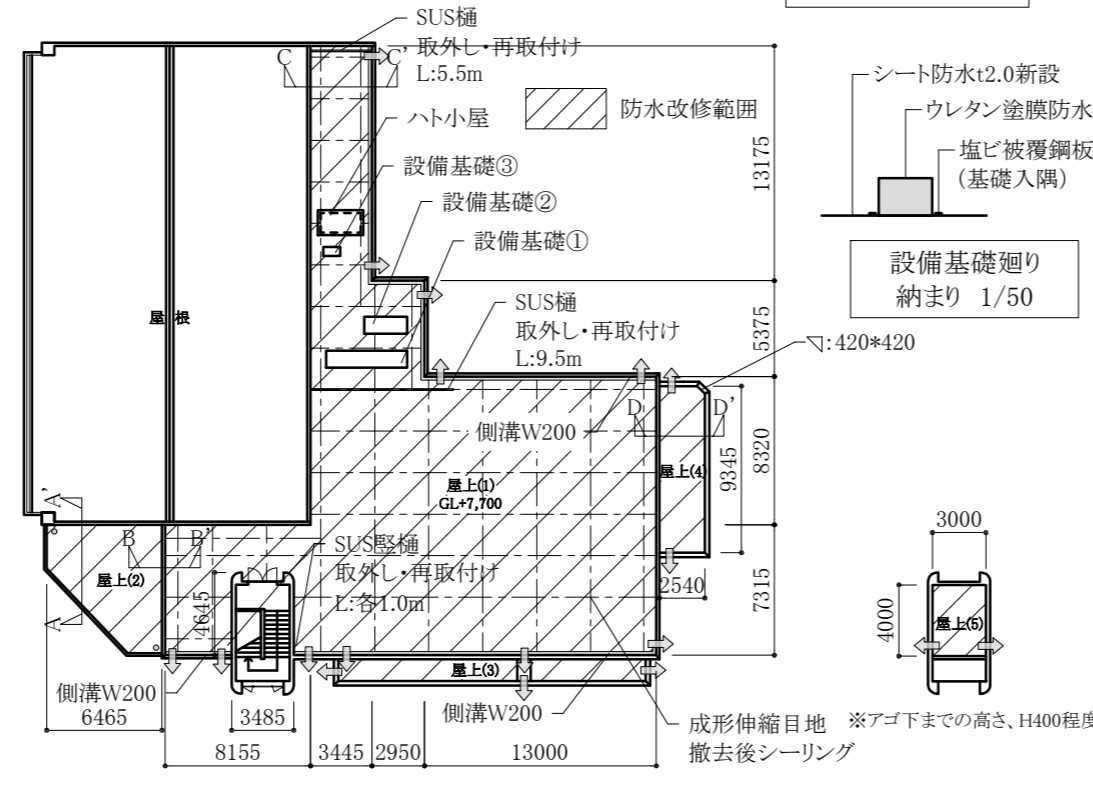 SUS樋
取外し・再取付け
L:5.5m
C
C'
ハト小屋
設備基礎③
設備基礎②
設備基礎①
防水改修範囲
シート防水t2.0新設
ウレタン塗膜防水
塩ビ被覆鋼板
（基礎入隅）
設備基礎廻り
納まり 1/50
13175
5375
8320
7315
SUS樋
取外し・再取付け
L:9.5m
:420*420
屋根
側溝W200
D
D'
屋上(4)
9345
2540
屋上(1)
GL+7,700
A'
A
B
B'
屋上(2)
SUS竪樋
取外し・再取付け
L:各1.0m
4645
屋上(3)
側溝W200
側溝W200
6465
3485
8155
3445
2950
13000
成形伸縮目地
撤去後シーリング
3000
4000
屋上(5)
※アゴ下までの高さ、H400程度